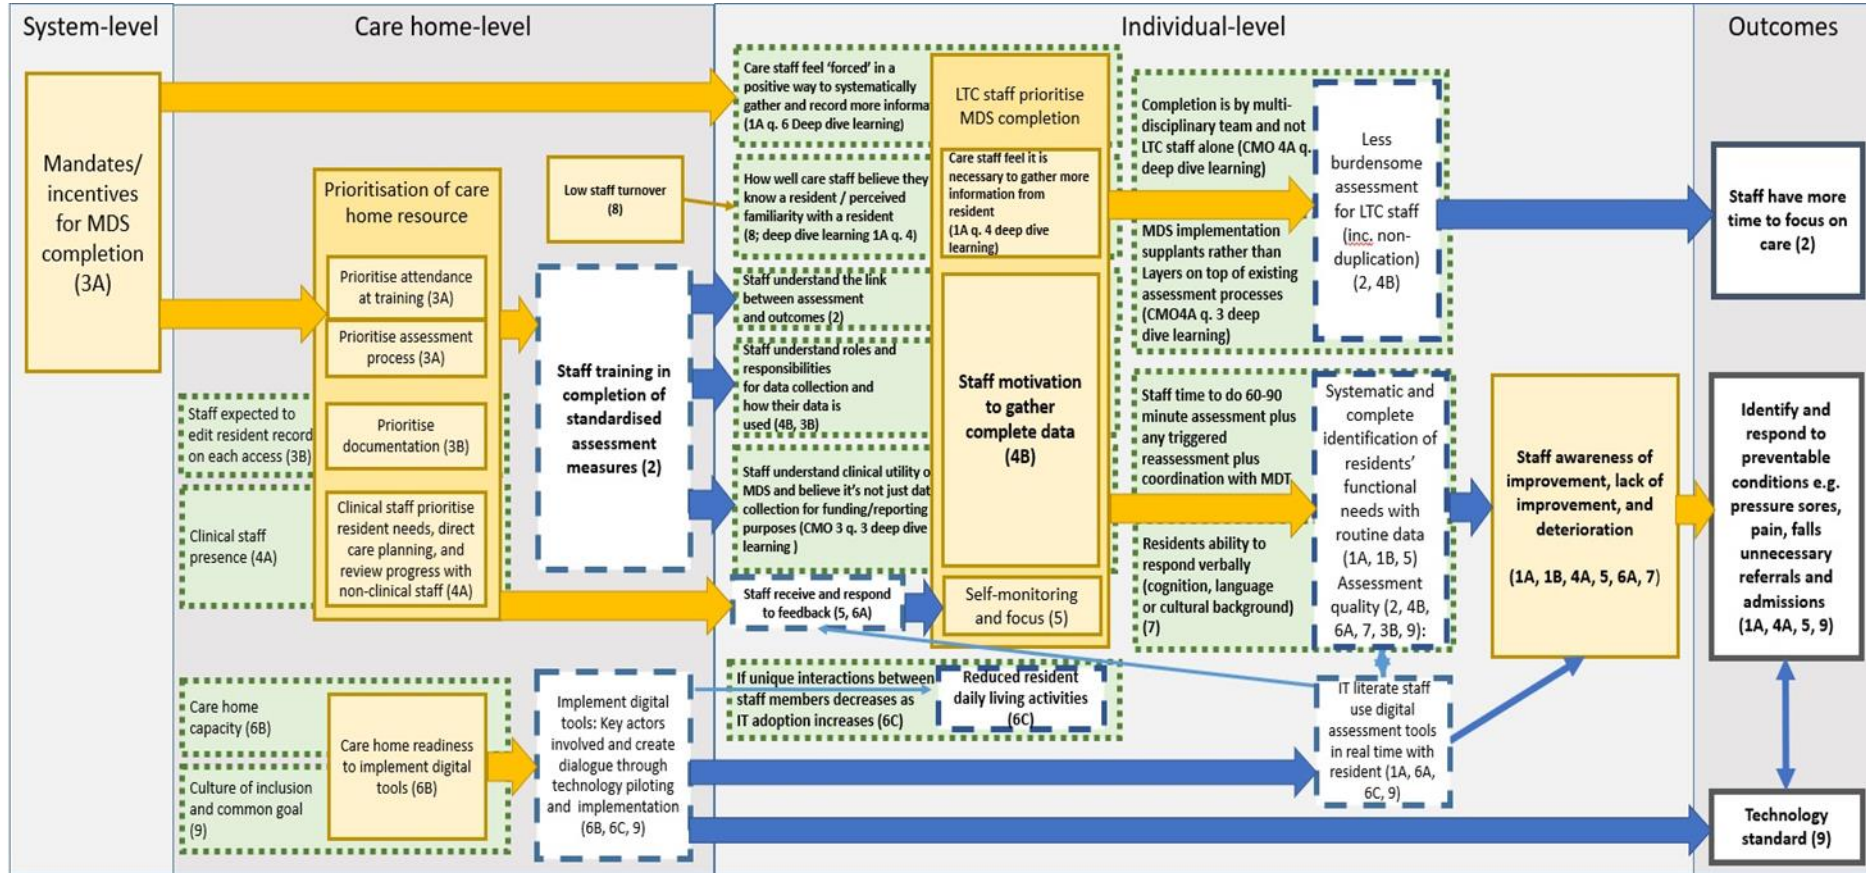 System-level
Care home-level
Individual-level
Outcomes
Mandates/
incentives
for MDS
completion
(3A)
Prioritisation of care
home resource
Prioritise attendance
at training (3A)
Prioritise assessment
process (3A)
Staff expected to
edit resident record
on each access (3B)
Prioritise
documentation (3B)
Clinical staff
presence (4A)
Clinical staff prioritise
resident needs, direct
care planning, and
review progress with
non-clinical staff (4A)
Low staff turnover
(8)
Staff training in
completion of
standardised
assessment
measures (2)
Care home
capacity (6B)
Culture of inclusion
and common goal
(9)
Care home readiness
to implement digital
tools (6B)
Implement digital
tools: Key actors
involved and create
dialogue through
technology piloting
and implementation
(6B, 6C, 9)
Care staff feel ‘forced’ in a
positive way to systematically
gather and record more informat
(1A q. 6 Deep dive learning)
How well care staff believe they
know a resident / perceived
familiarity with a resident
(8; deep dive learning 1A q. 4)
Staff understand the link
between assessment
and outcomes (2)
Staff understand roles and
responsibilities
for data collection and
how their data is
used (4B, 3B)
Staff understand clinical utility o
MDS and believe it’s not just dat
collection for funding/reporting
purposes (CMO 3 q. 3 deep dive
learning )
Staff receive and respond
to feedback (5, 6A)
If unique interactions between
staff members decreases as
IT adoption increases (6C)
Reduced resident
daily living activities
(6C)
LTC staff prioritise
MDS completion
Care staff feel it is
necessary to gather more
information from
resident
(1A q. 4 deep dive
learning)
Staff motivation
to gather
complete data
(4B)
Self-monitoring
and focus (5)
Completion is by multi-
disciplinary team and not
LTC staff alone (CMO 4A q.
deep dive learning)
MDS implementation
supplants rather than
Layers on top of existing
assessment processes
(CMO4A q. 3 deep
dive learning)
Less
burdensome
assessment
for LTC staff
(inc. non-
duplication)
(2, 4B)
Staff time to do 60-90
minute assessment plus
any triggered
reassessment plus
coordination with MDT
Residents ability to
respond verbally
(cognition, language
or cultural background)
(7)
Systematic and
complete
identification of
residents’
functional
needs with
routine data
(1A, 1B, 5)
Assessment
quality (2, 4B,
6A, 7, 3B, 9):
IT literate staff
use digital
assessment tools
in real time with
resident (1A, 6A,
6C, 9)
Staff awareness of
improvement, lack of
improvement, and
deterioration
(1A, 1B, 4A, 5, 6A, 7)
Staff have more
time to focus on
care (2)
Identify and
respond to
preventable
conditions e.g.
pressure sores,
pain, falls
unnecessary
referrals and
admissions
(1A, 4A, 5, 9)
Technology
standard (9)